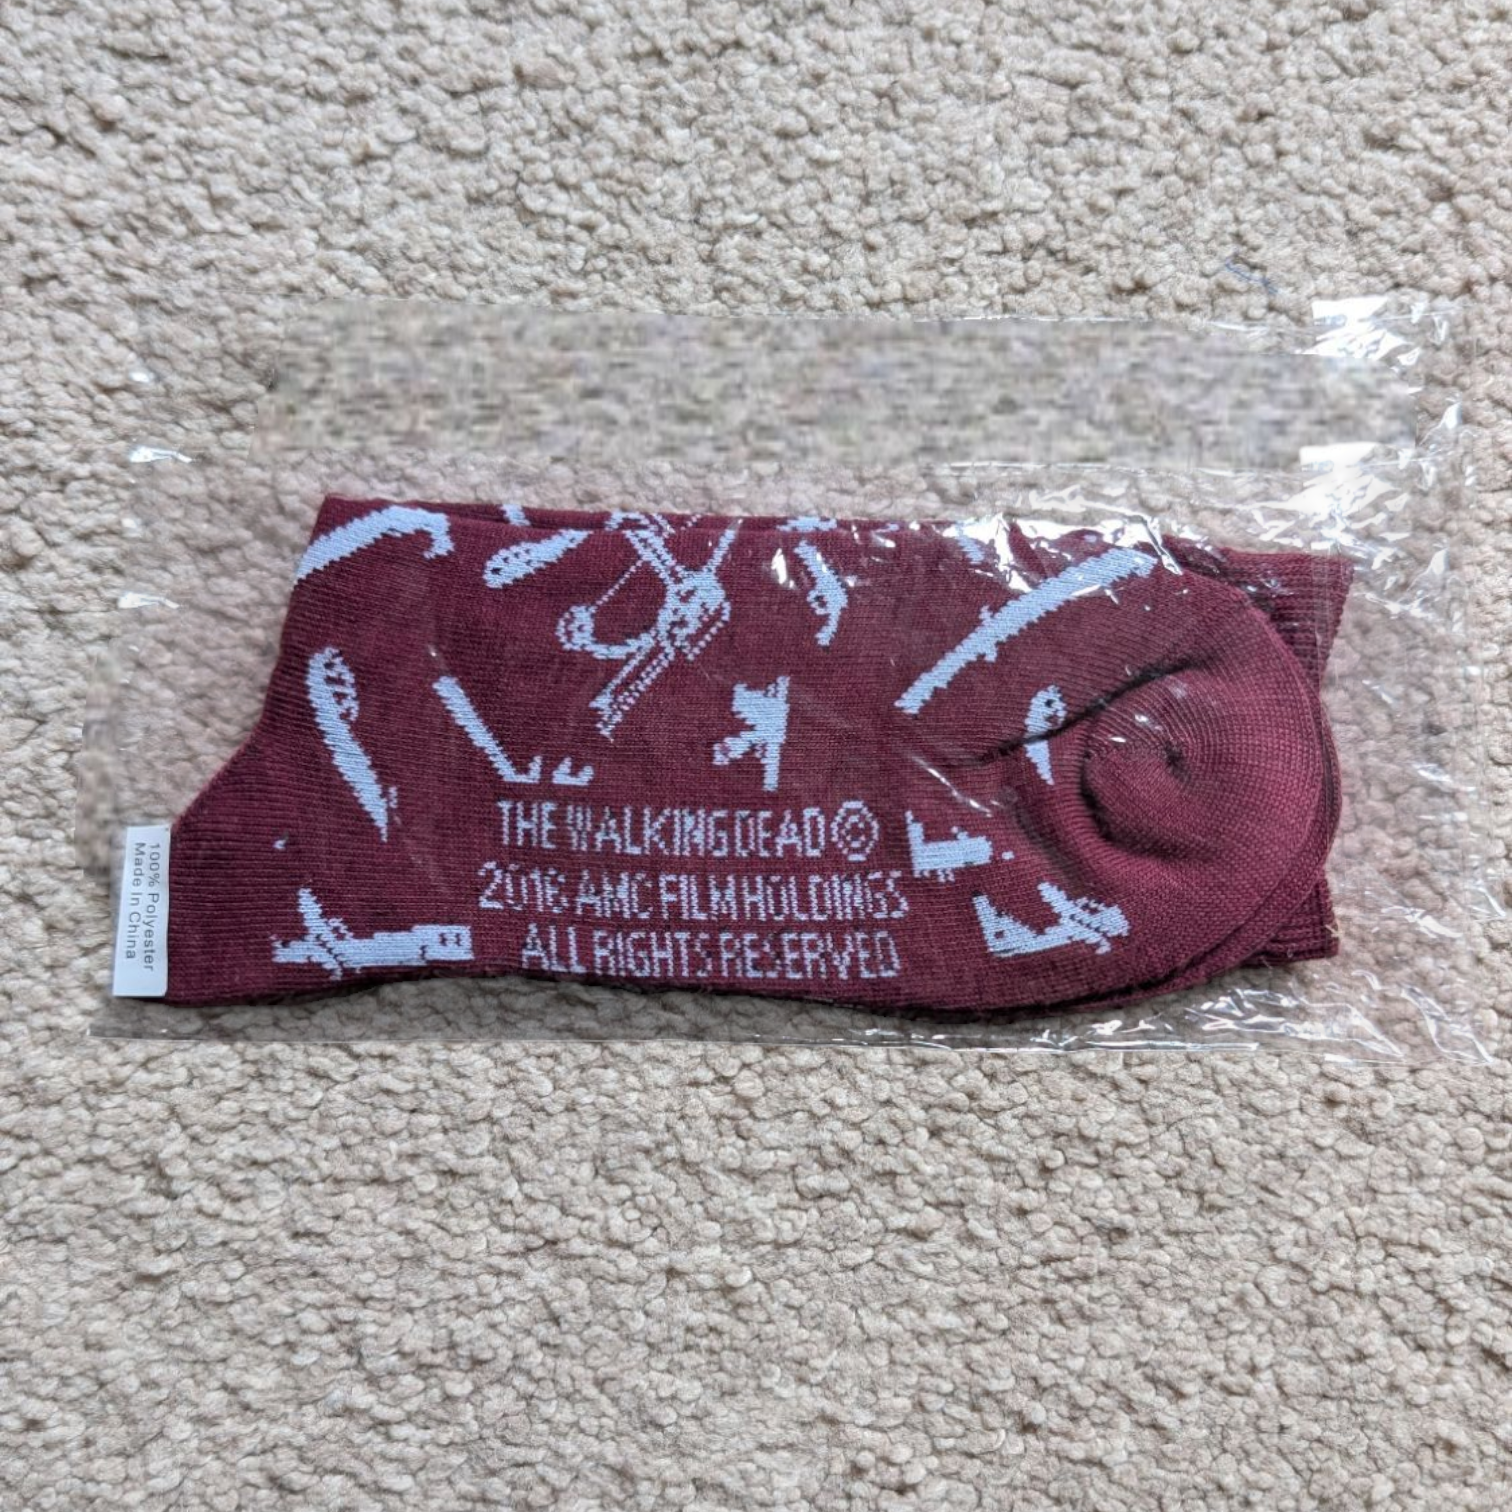 THE WALKING DEAD ©
2016 AMC FILM HOLDINGS
ALL RIGHTS RESERVED
100% Polyester
Made In China